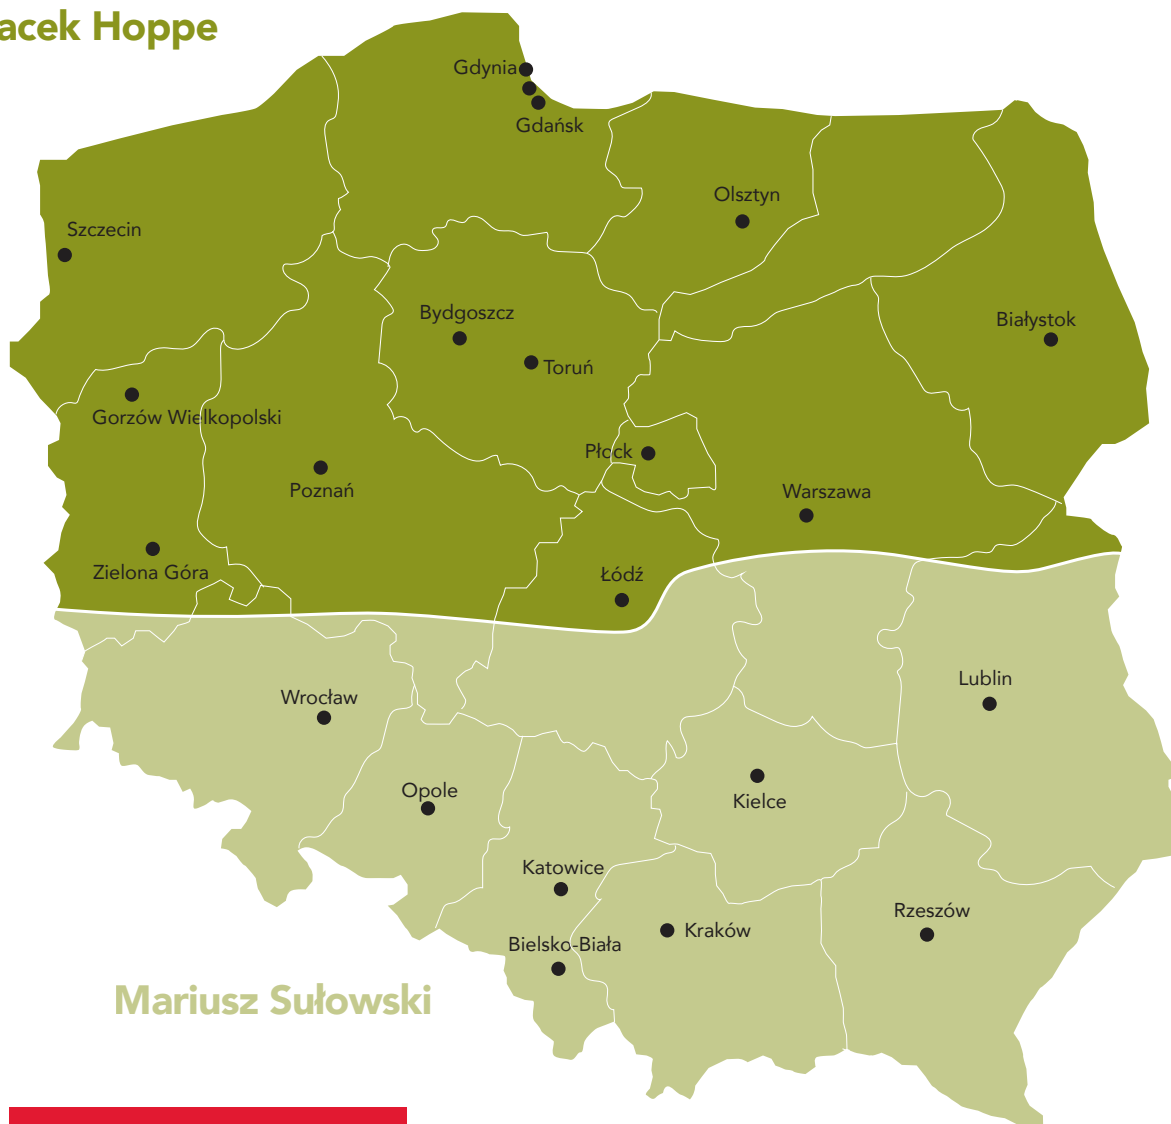 acek Hoppe
Gdynia
Gdańsk
Olsztyn
Szczecin
Bydgoszcz
Toruń
Białystok
Gorzów Wielkopolski
Płock
Poznań
Warszawa
Zielona Góra
Łódź
Wrocław
Lublin
Opole
Kielce
Katowice
Rzeszów
Kraków
Bielsko-Biała
Mariusz Sułowski